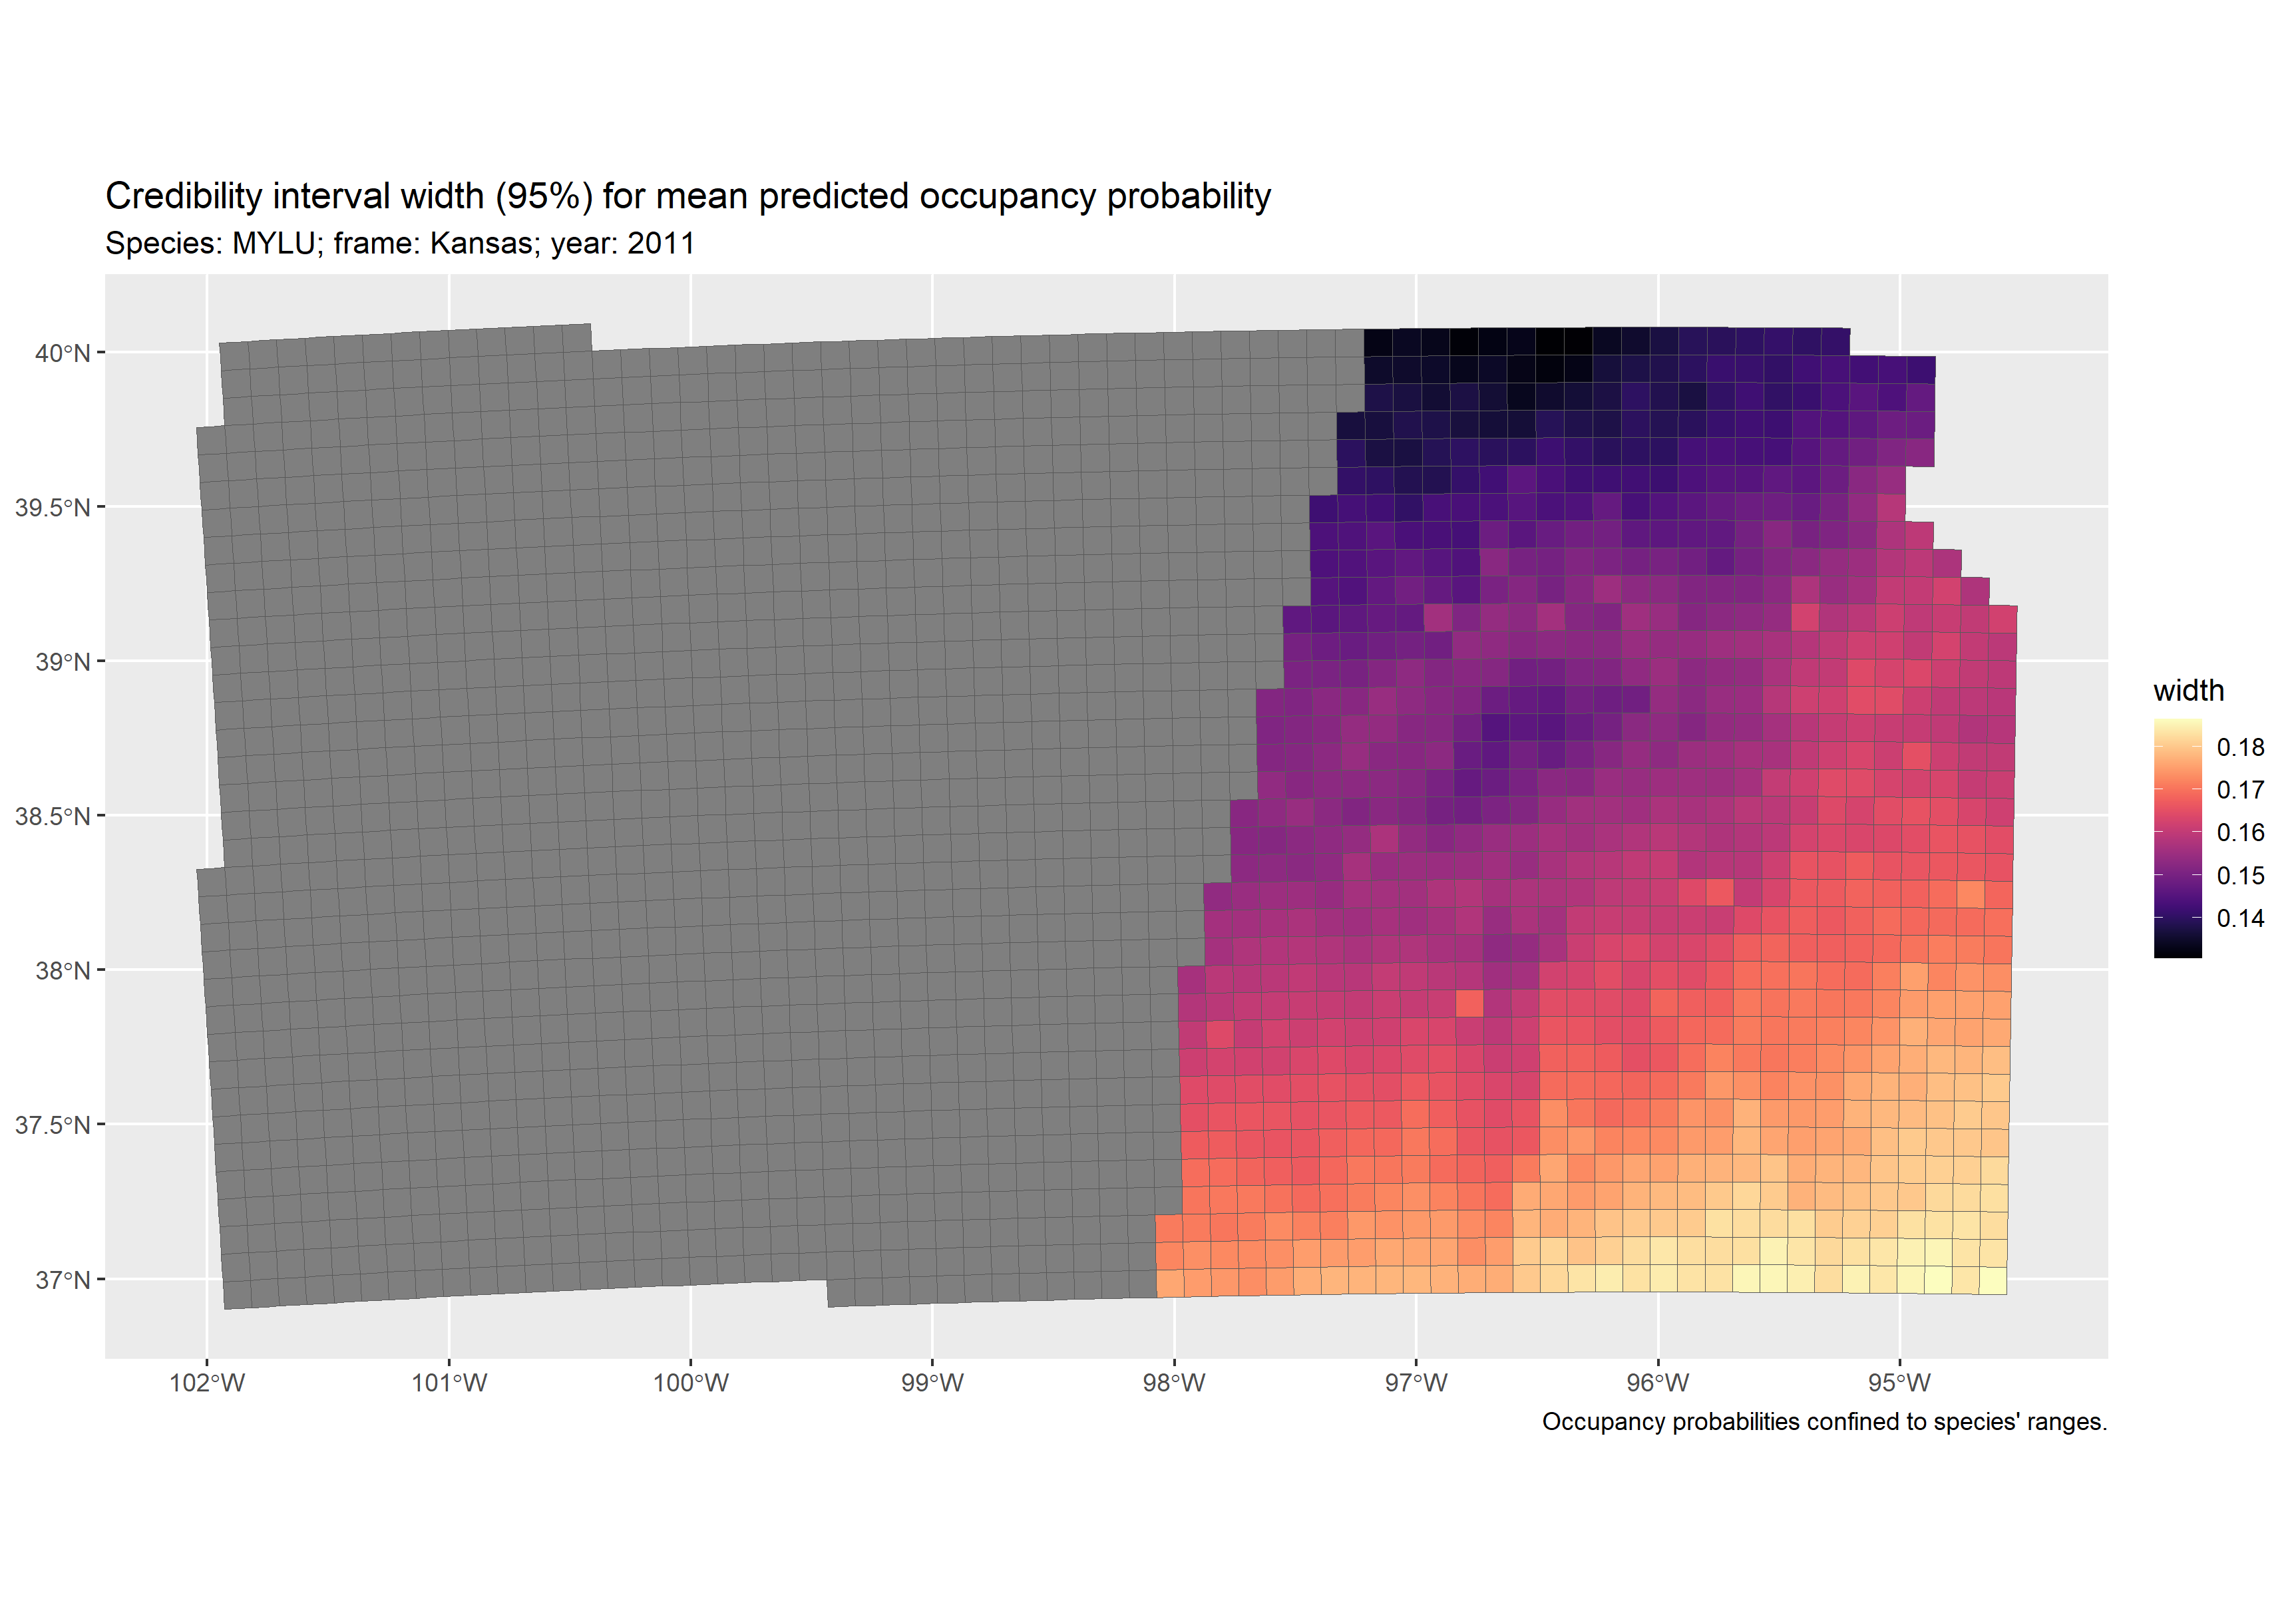 Credibility interval width (95%) for mean predicted occupancy probability
Species: MYLU; frame: Kansas; year: 2011
40°N
39.5°N
39°N
38.5°N
38°N
37.5°N
37°N
102°W 101°W 100°W 99°W 98°W 97°W 96°W 95°W
width
0.18
0.17
0.16
0.15
0.14
Occupancy probabilities confined to species' ranges.